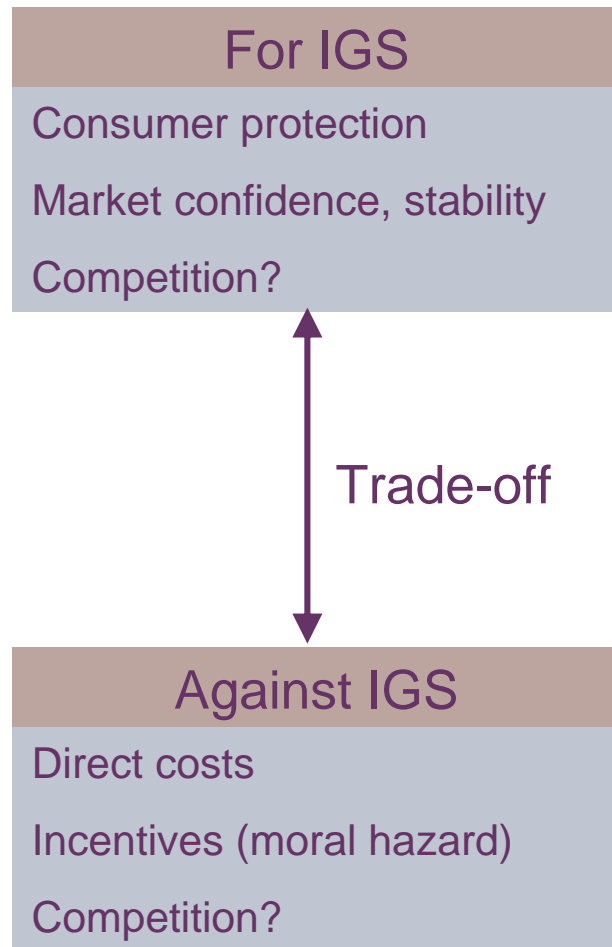 For IGS
Consumer protection
Market confidence, stability
Competition?
Trade-off
Against IGS
Direct costs
Incentives (moral hazard)
Competition?